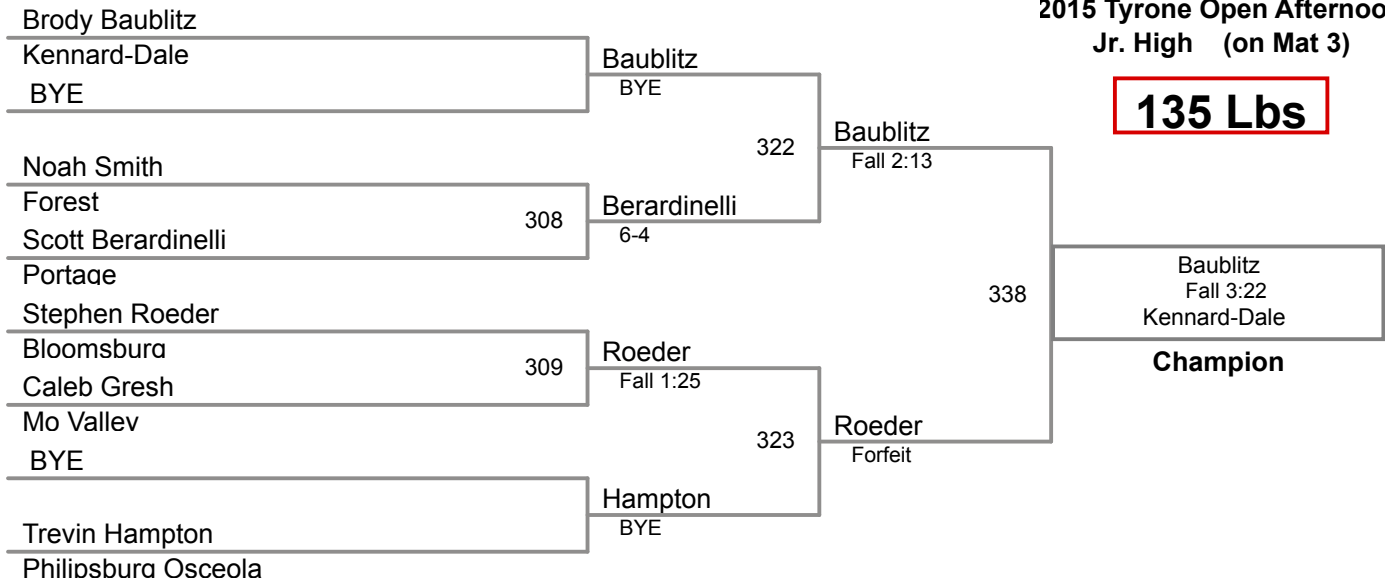 2015 Tyrone Open Afternoo
Jr. High (on Mat 3)
135 Lbs
Brody Baublitz
Kennard-Dale
BYE
Noah Smith
Forest
Scott Berardinelli
Portage
Stephen Roeder
Bloomsburg
Caleb Gresh
Mo Valley
BYE
Trevin Hampton
Philipsburg Osceola
308
309
Baublitz
BYE
Berardinelli
6-4
Roeder
Fall 1:25
Hampton
BYE
322
323
Baublitz
Fall 2:13
Roeder
Forfeit
338
Baublitz
Fall 3:22
Kennard-Dale
Champion